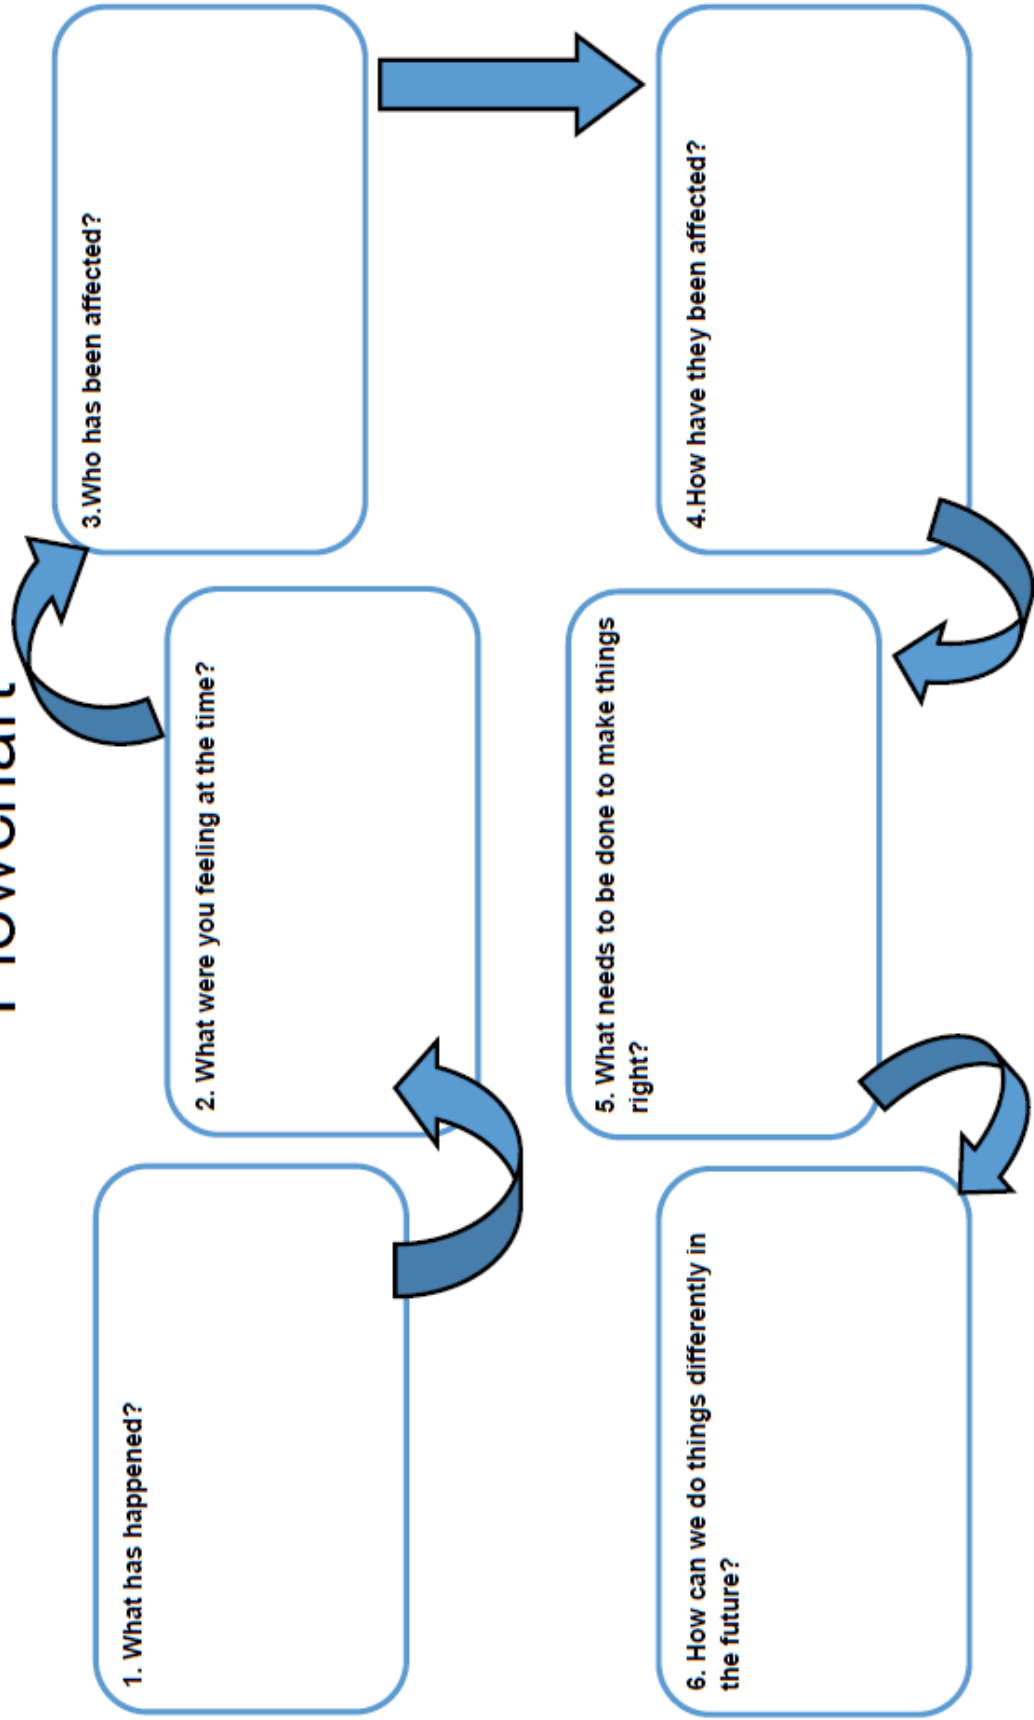 Flowchart
1. What has happened?
2. What were you feeling at the time?
3.Who has been affected?
4.How have they been affected?
5. What needs to be done to make things
right?
6. How can we do things differently in
the future?